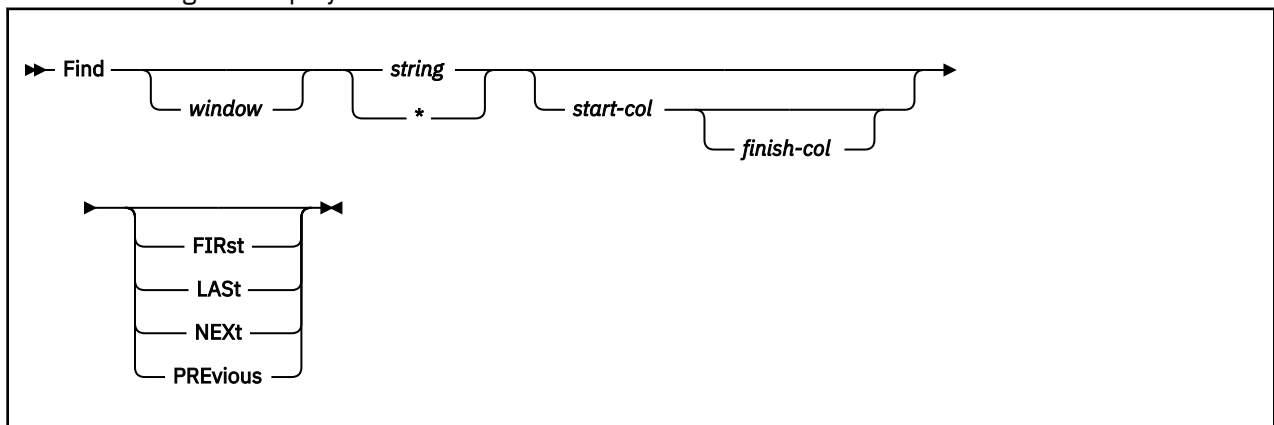 Find string
window * start-col
finish-col
FIRst
LASt
NEXt
PREvious